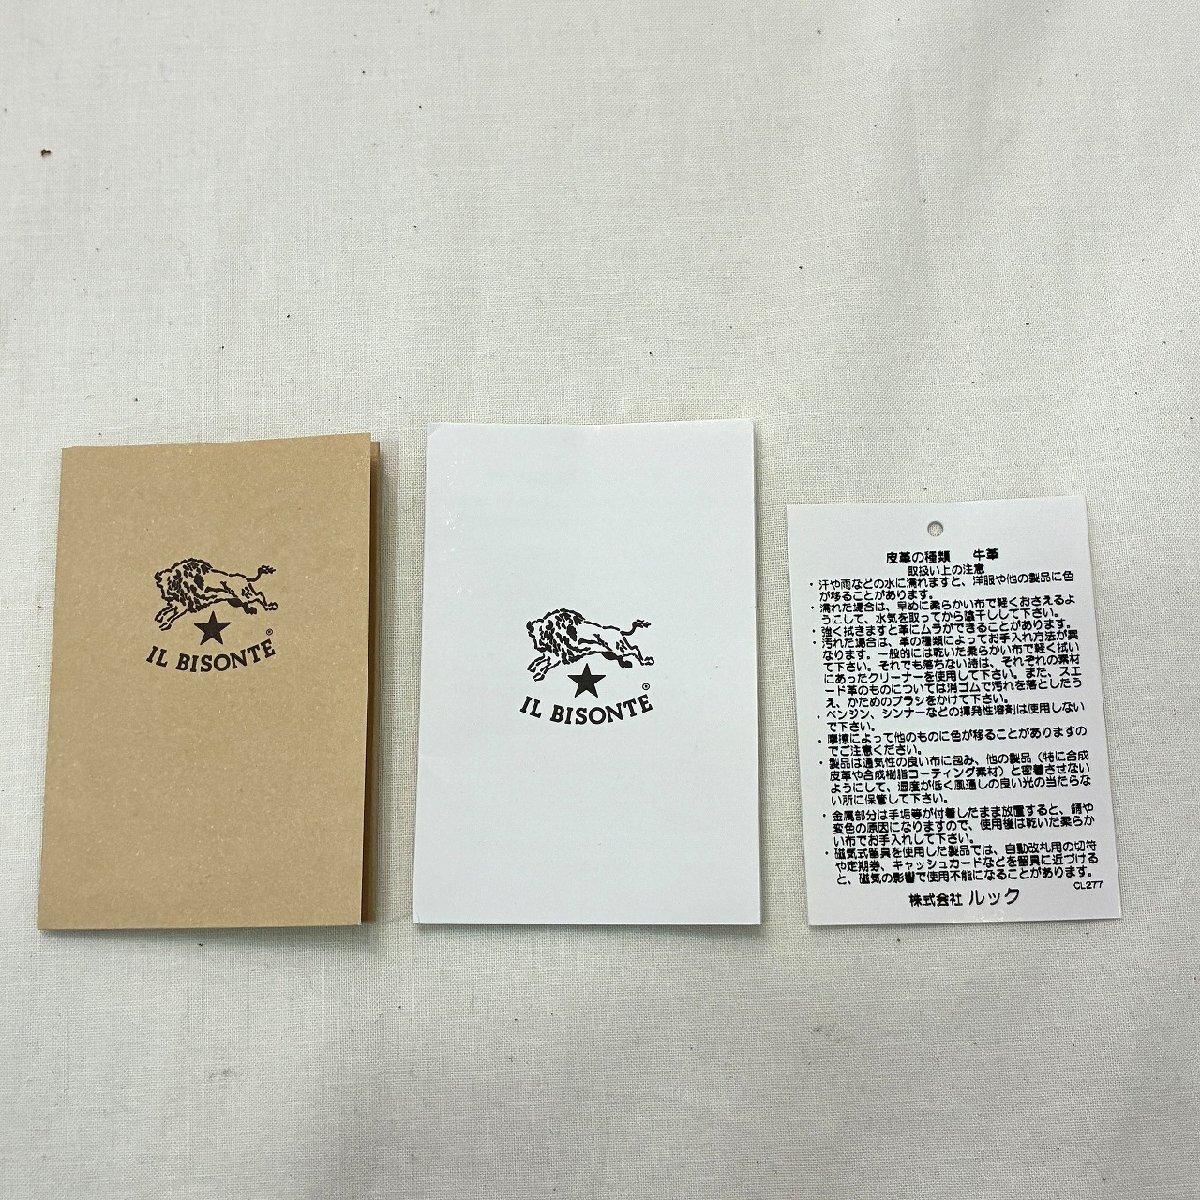 IL BISONTE
®
IL BISONTE
®
皮革の種類 牛革
取扱い上の注意
・汗や雨などの水に濡れますと、洋服や他の製品に色
が移ることがあります。
・濡れた場合は、早めに柔らかい布で軽くおさえるよ
うにして、水気を取ってから陰干しして下さい。
・強く拭きますと革にムラができることがあります。
・汚れた場合は、革の種類によってお手入れ方法が異
なります。一般的には乾いた柔らかい布で軽く拭い
て下さい。それでも落ちない時は、それぞれの素材
にあったクリーナーを使用して下さい。また、スエ
ード革のものについては消ゴムで汚れを落としたう
え、かためのブラシをかけて下さい。
・ベンジン、シンナーなどの揮発性溶剤は使用しない
で下さい。
・摩擦によって他のものに色が移ることがありますの
でご注意ください。
・製品は通気性の良い布に包み、他の製品（特に合成
皮革や合成樹脂コーティング素材）と密着させない
ようにして、湿度が低く風通しの良い光の当たらな
い所に保管して下さい。
・金属部分は手垢等が付着したまま放置すると、錆や
変色の原因になりますので、使用後は乾いた柔らか
い布でお手入れして下さい。
・磁気式留具を使用した製品では、自動改札用の切符
や定期券、キャッシュカードなどを留具に近づける
と、磁気の影響で使用不能になることがあります。
CL277
株式会社 ルック